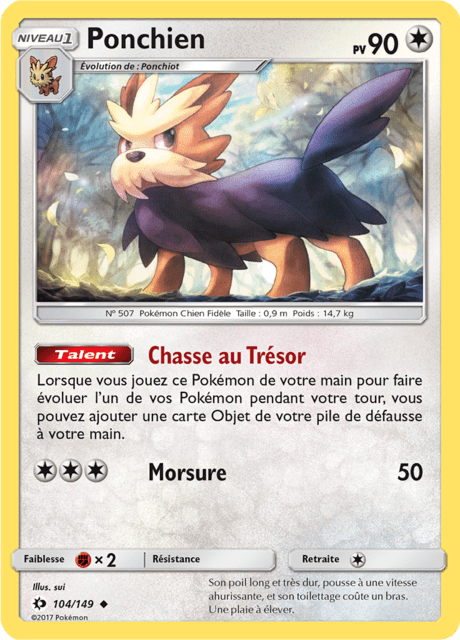 NIVEAU 1
Ponchien
PV 90
Évolution de : Ponchiot
N° 507 Pokémon Chien Fidèle Taille : 0,9 m Poids : 14,7 kg
Talent Chasse au Trésor
Lorsque vous jouez ce Pokémon de votre main pour faire
évoluer l'un de vos Pokémon pendant votre tour, vous
pouvez ajouter une carte Objet de votre pile de défausse
à votre main.
Morsure 50
Faiblesse ×2 Résistance Retraite
Illus. sui
104/149
©2017 Pokémon
Son poil long et très dur, pousse à une vitesse
ahurissante, et son toilettage coûte un bras.
Une plaie à élever.